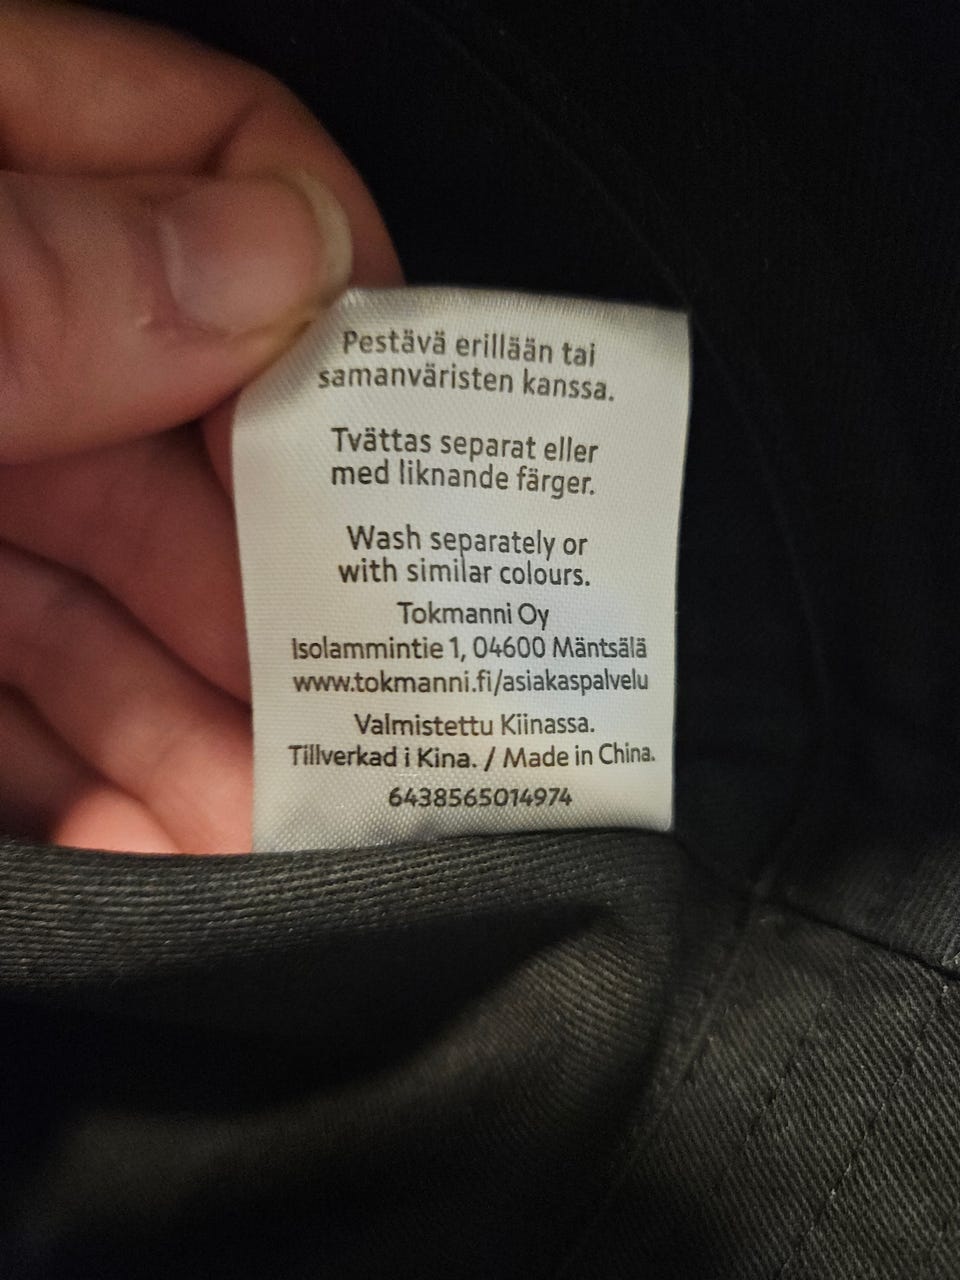 Pestävä erillään tai
samanväristen kanssa.
Tvättas separat eller
med liknande färger.
Wash separately or
with similar colours.
Tokmanni Oy
Isolammintie 1, 04600 Mäntsälä
www.tokmanni.fi/asiakaspalvelu
Valmistettu Kiinassa.
Tillverkad i Kina. / Made in China.
6438565014974